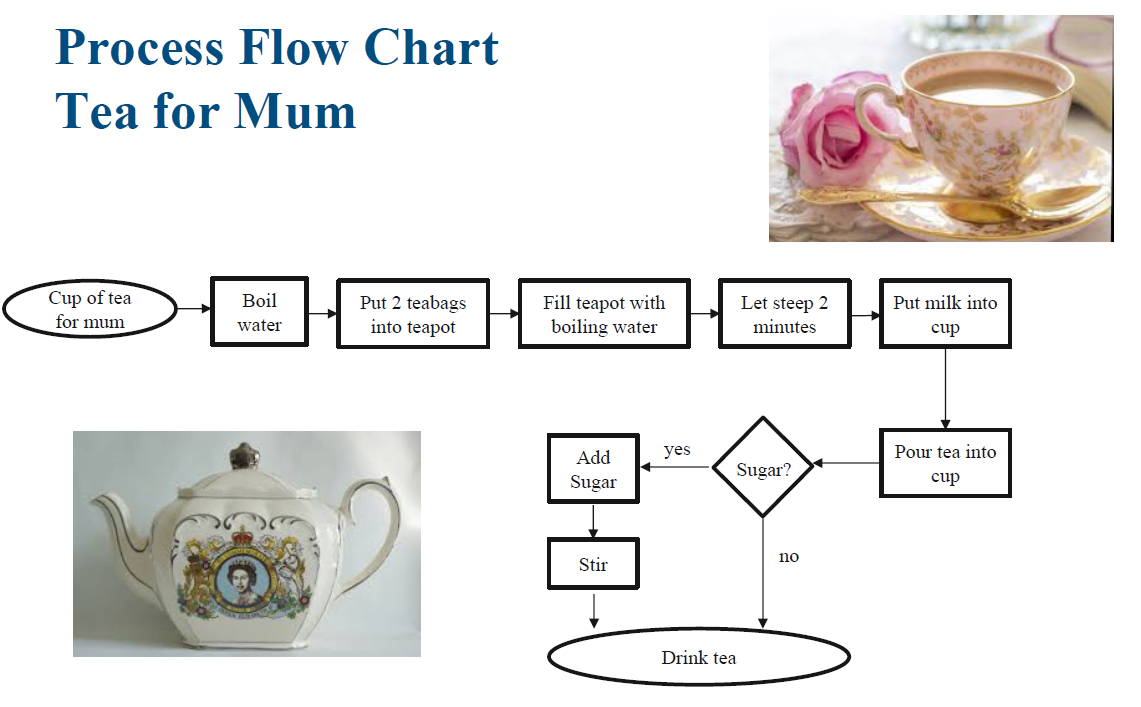 Process Flow Chart
Tea for Mum
Cup of tea
for mum
Boil
water
Put 2 teabags
into teapot
Fill teapot with
boiling water
Let steep 2
minutes
Put milk into
cup
Pour tea into
cup
Sugar?
yes
Add
Sugar
Stir
no
Drink tea